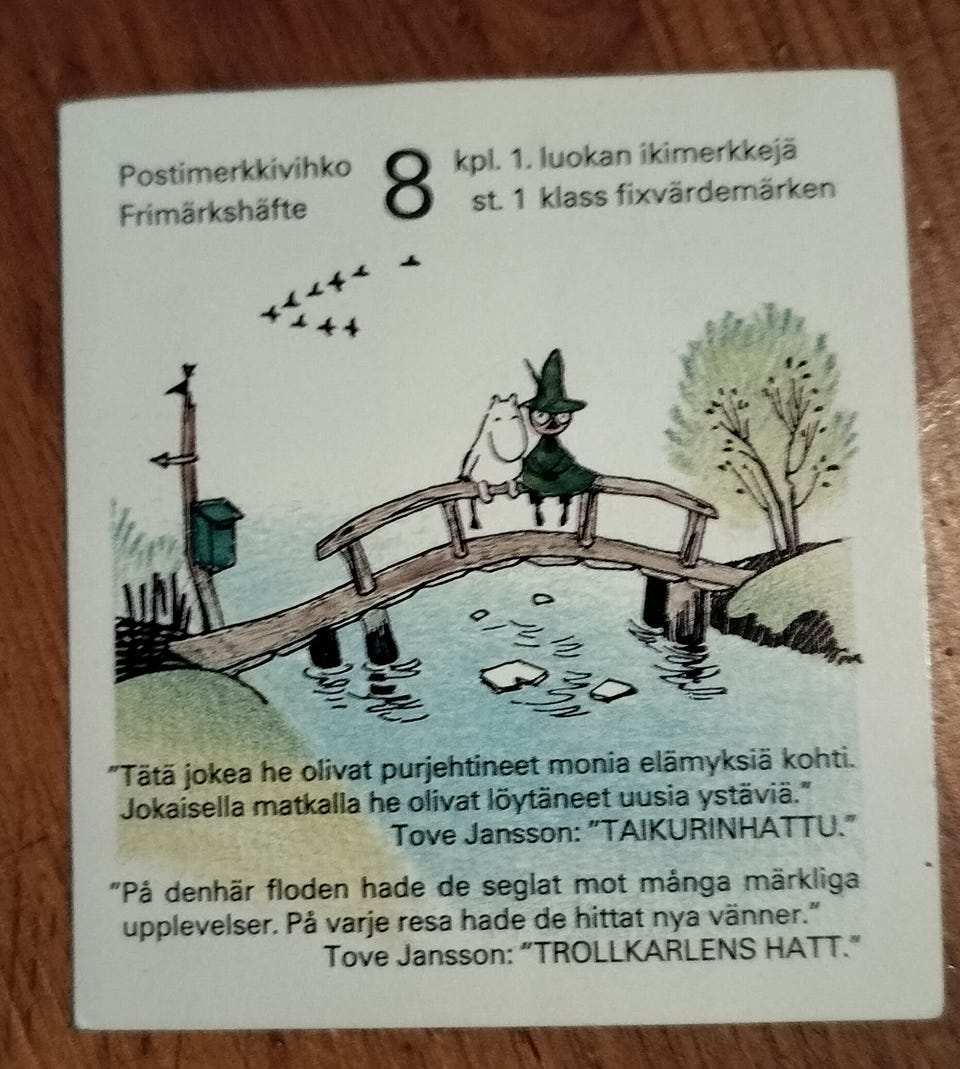 Postimerkkivihko 8 kpl. 1. luokan ikimerkkejä
Frimärkshäfte st. 1 klass fixvärdemärken
"Tätä jokea he olivat purjehtineet monia elämyksiä kohti.
Jokaisella matkalla he olivat löytäneet uusia ystäviä."
Tove Jansson: "TAIKURINHATTU."
"På denhär floden hade de seglat mot många märkliga
upplevelser. På varje resa hade de hittat nya vänner."
Tove Jansson: "TROLLKARLENS HATT."